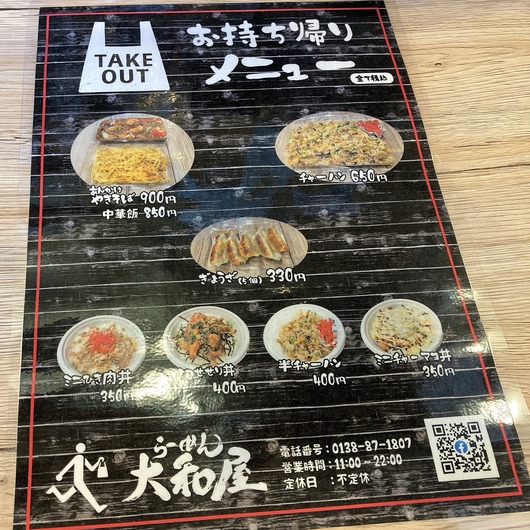 TAKE OUT
お持ち帰り
メニュー
全て税込
あんかけ
やきそば 900円
中華飯 850円
チャーハン 650円
ぎょうざ(5個) 330円
ミニひき肉丼
350円
せせり丼
400円
半チャーハン
400円
ミニチャーマヨ丼
350円
らーめん
大和屋
電話番号:0138-87-1807
営業時間:11:00~22:00
定休日 :不定休